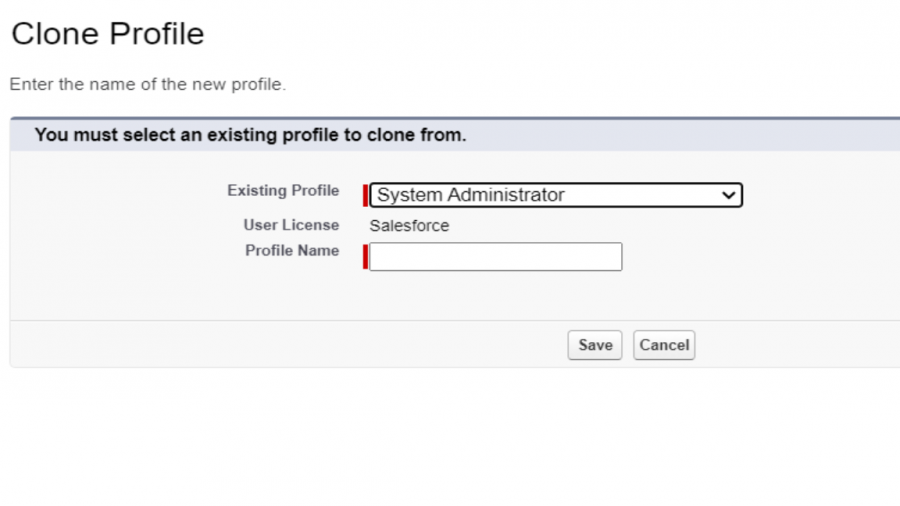 Clone Profile
Enter the name of the new profile.
You must select an existing profile to clone from.
Existing Profile System Administrator
User License Salesforce
Profile Name
Save Cancel